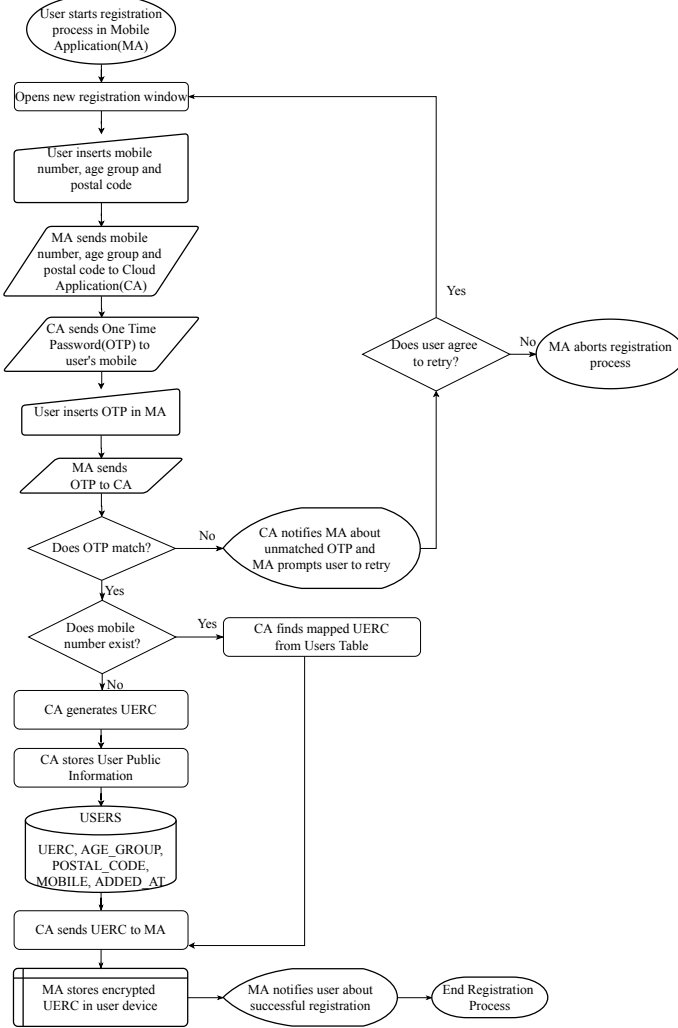 User starts registration
process in Mobile
Application(MA)
Opens new registration window
User inserts mobile
number, age group and
postal code
MA sends mobile
number, age group and
postal code to Cloud
Application(CA)
CA sends One Time
Password(OTP) to
user's mobile
User inserts OTP in MA
MA sends
OTP to CA
Does OTP match?
No
CA notifies MA about
unmatched OTP and
MA prompts user to retry
Does user agree
to retry?
Yes
No
MA aborts registration
process
Yes
Does mobile
number exist?
Yes
CA finds mapped UERC
from Users Table
No
CA generates UERC
CA stores User Public
Information
USERS
UERC, AGE_GROUP,
POSTAL_CODE,
MOBILE, ADDED_AT
CA sends UERC to MA
MA stores encrypted
UERC in user device
MA notifies user about
successful registration
End Registration
Process